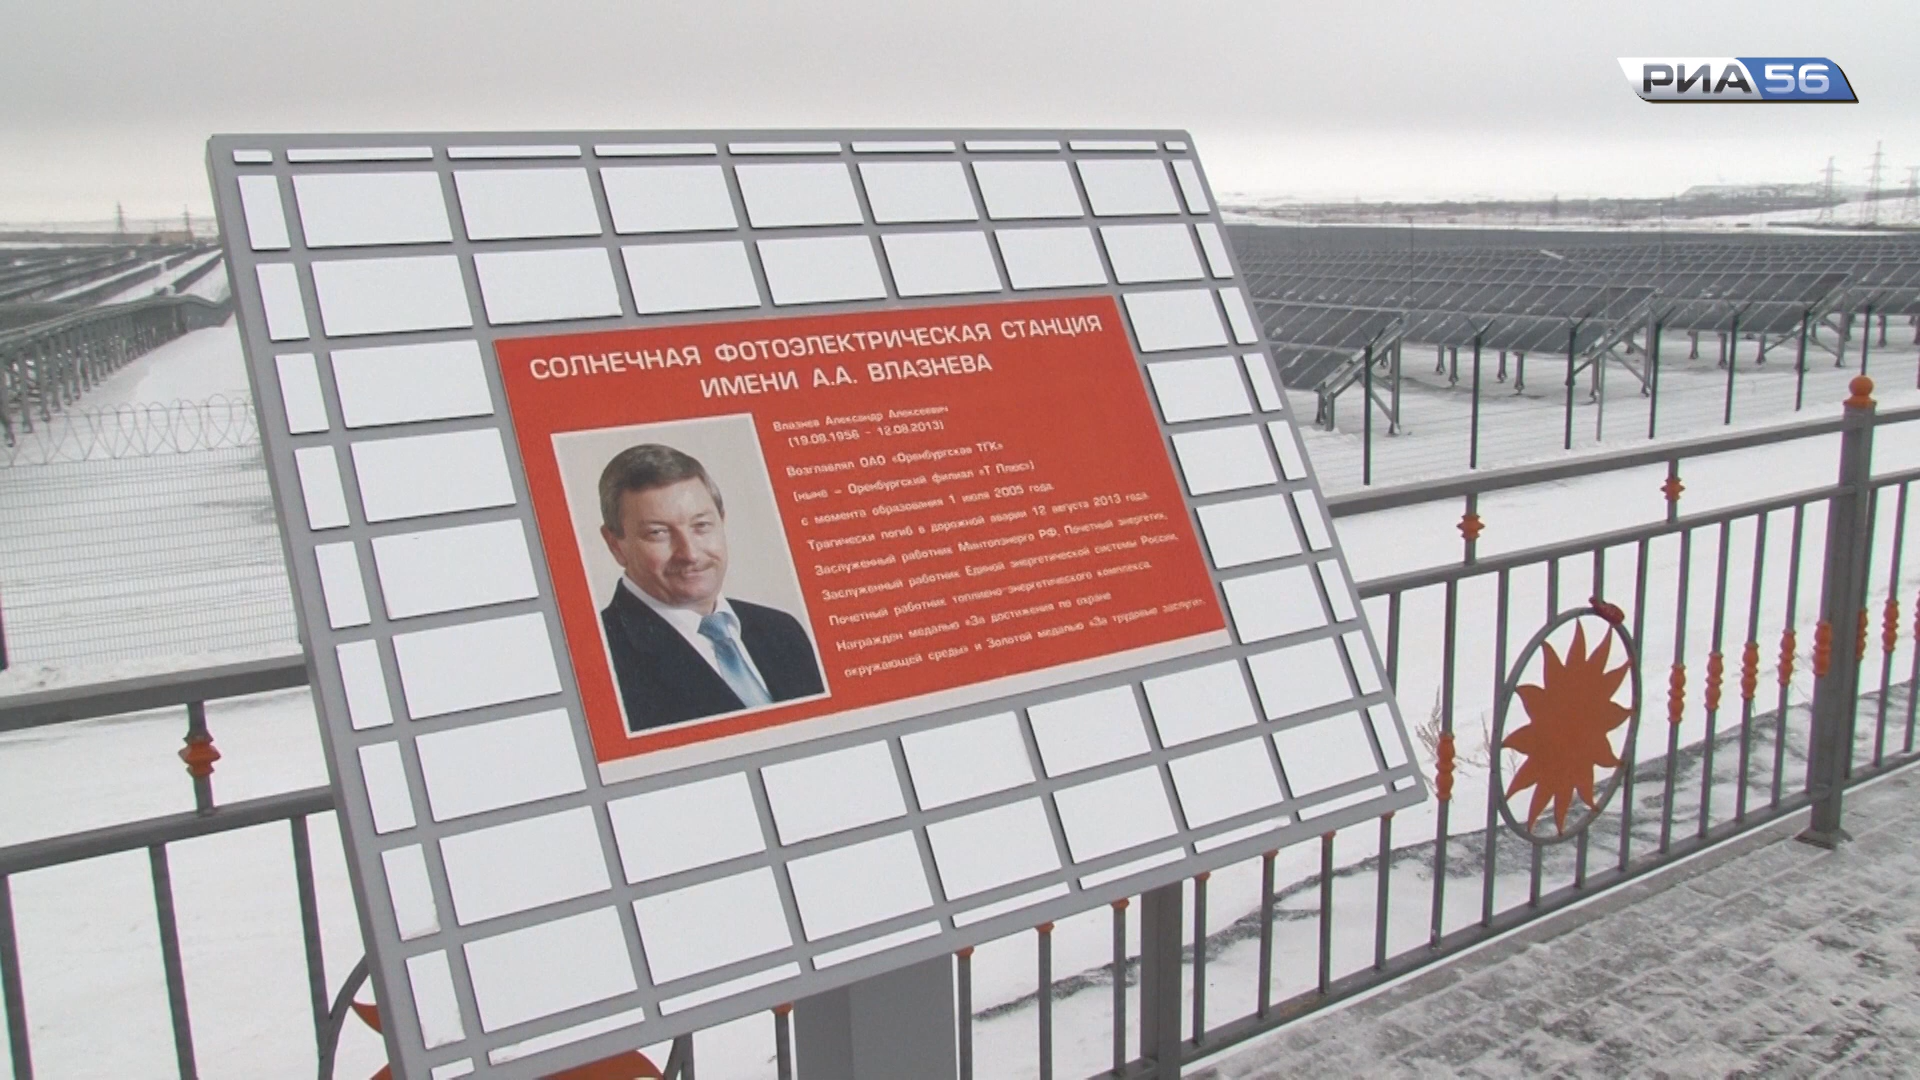 РИА56
СОЛНЕЧНАЯ ФОТОЭЛЕКТРИЧЕСКАЯ СТАНЦИЯ
ИМЕНИ А.А. ВЛАЗНЕВА
Влазнев Александр Алексеевич
(19.08.1956 - 12.08.2013)
Возглавлял ОАО «Оренбургская ТГК»
(ныне - Оренбургский филиал «Т Плюс»)
с момента образования 1 июля 2005 года.
Трагически погиб в дорожной аварии 12 августа 2013 года.
Заслуженный работник Минтопэнерго РФ, Почетный энергетик,
Заслуженный работник Единой энергетической системы России,
Почетный работник топливно-энергетического комплекса.
Награжден медалью «За достижения по охране
окружающей среды» и Золотой медалью «За трудовые заслуги».